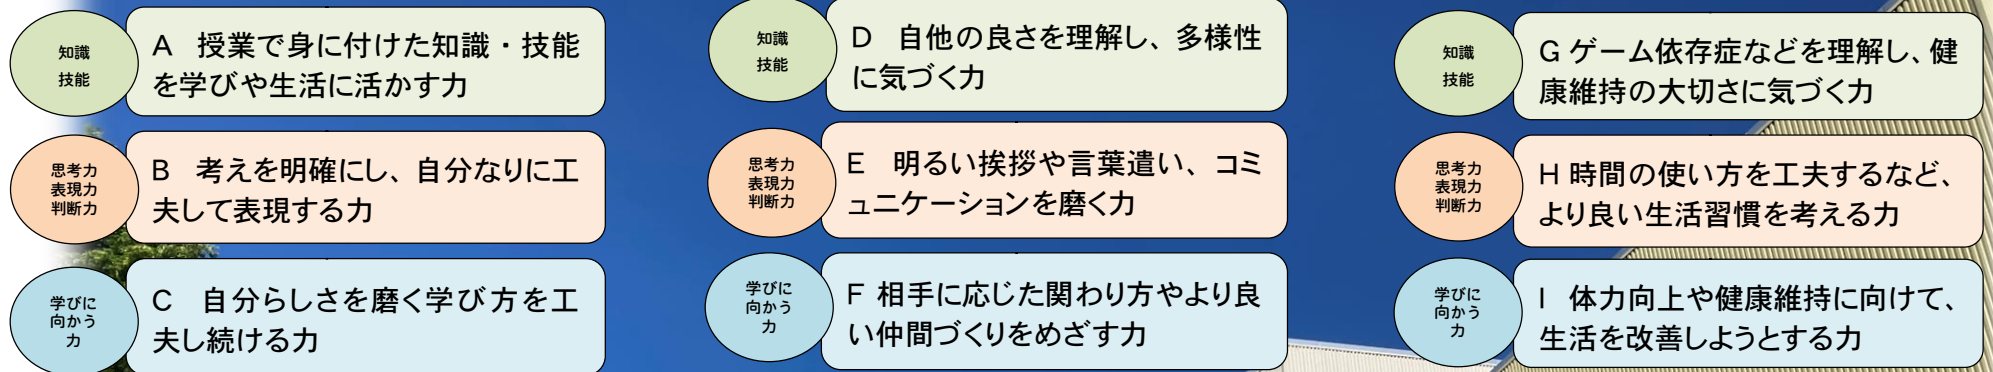 知識
技能
A 授業で身に付けた知識・技能
を学びや生活に活かす力
思考力
表現力
判断力
B 考えを明確にし、自分なりに工
夫して表現する力
学びに
向かう
力
C 自分らしさを磨く学び方を工
夫し続ける力
知識
技能
D 自他の良さを理解し、多様性
に気づく力
思考力
表現力
判断力
E 明るい挨拶や言葉遣い、コミ
ュニケーションを磨く力
学びに
向かう
力
F 相手に応じた関わり方やより良
い仲間づくりをめざす力
知識
技能
G ゲーム依存症などを理解し、健
康維持の大切さに気づく力
思考力
表現力
判断力
H 時間の使い方を工夫するなど、
より良い生活習慣を考える力
学びに
向かう
力
I 体力向上や健康維持に向けて、
生活を改善しようとする力